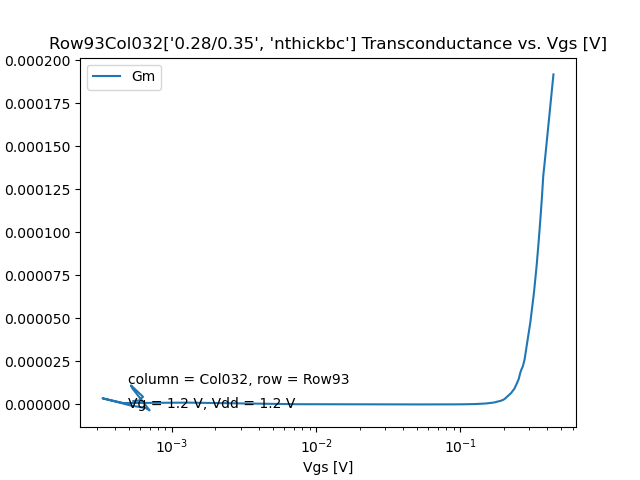 Row93Col032['0.28/0.35', 'nthickbc'] Transconductance vs. Vgs [V]
0.000200
Gm
0.000175
0.000150
0.000125
0.000100
0.000075
0.000050
0.000025
column = Col032, row = Row93
0.000000
Vg = 1.2 V, Vdd = 1.2 V
10⁻³
10⁻²
10⁻¹
Vgs [V]